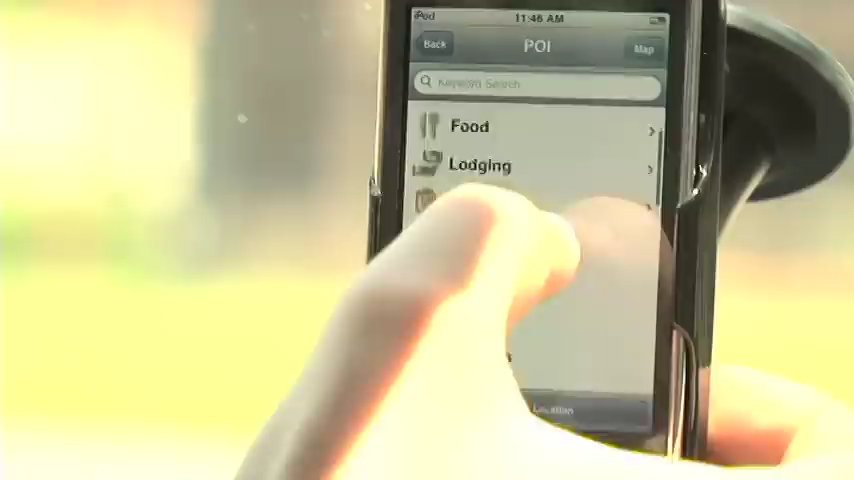 iPod 11:46 AM
Back POI Map
Keyword Search
Food
Lodging
Location